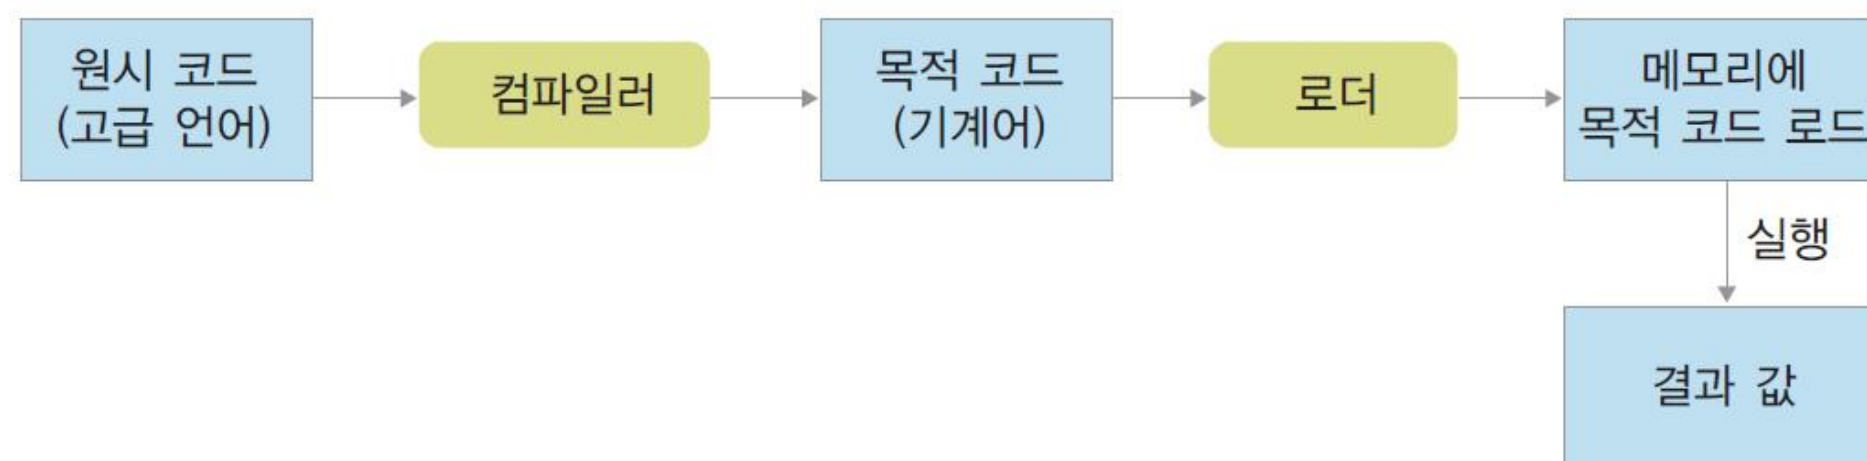 원시 코드
(고급 언어)
컴파일러
목적 코드
(기계어)
로더
메모리에
목적 코드 로드
실행
결과 값